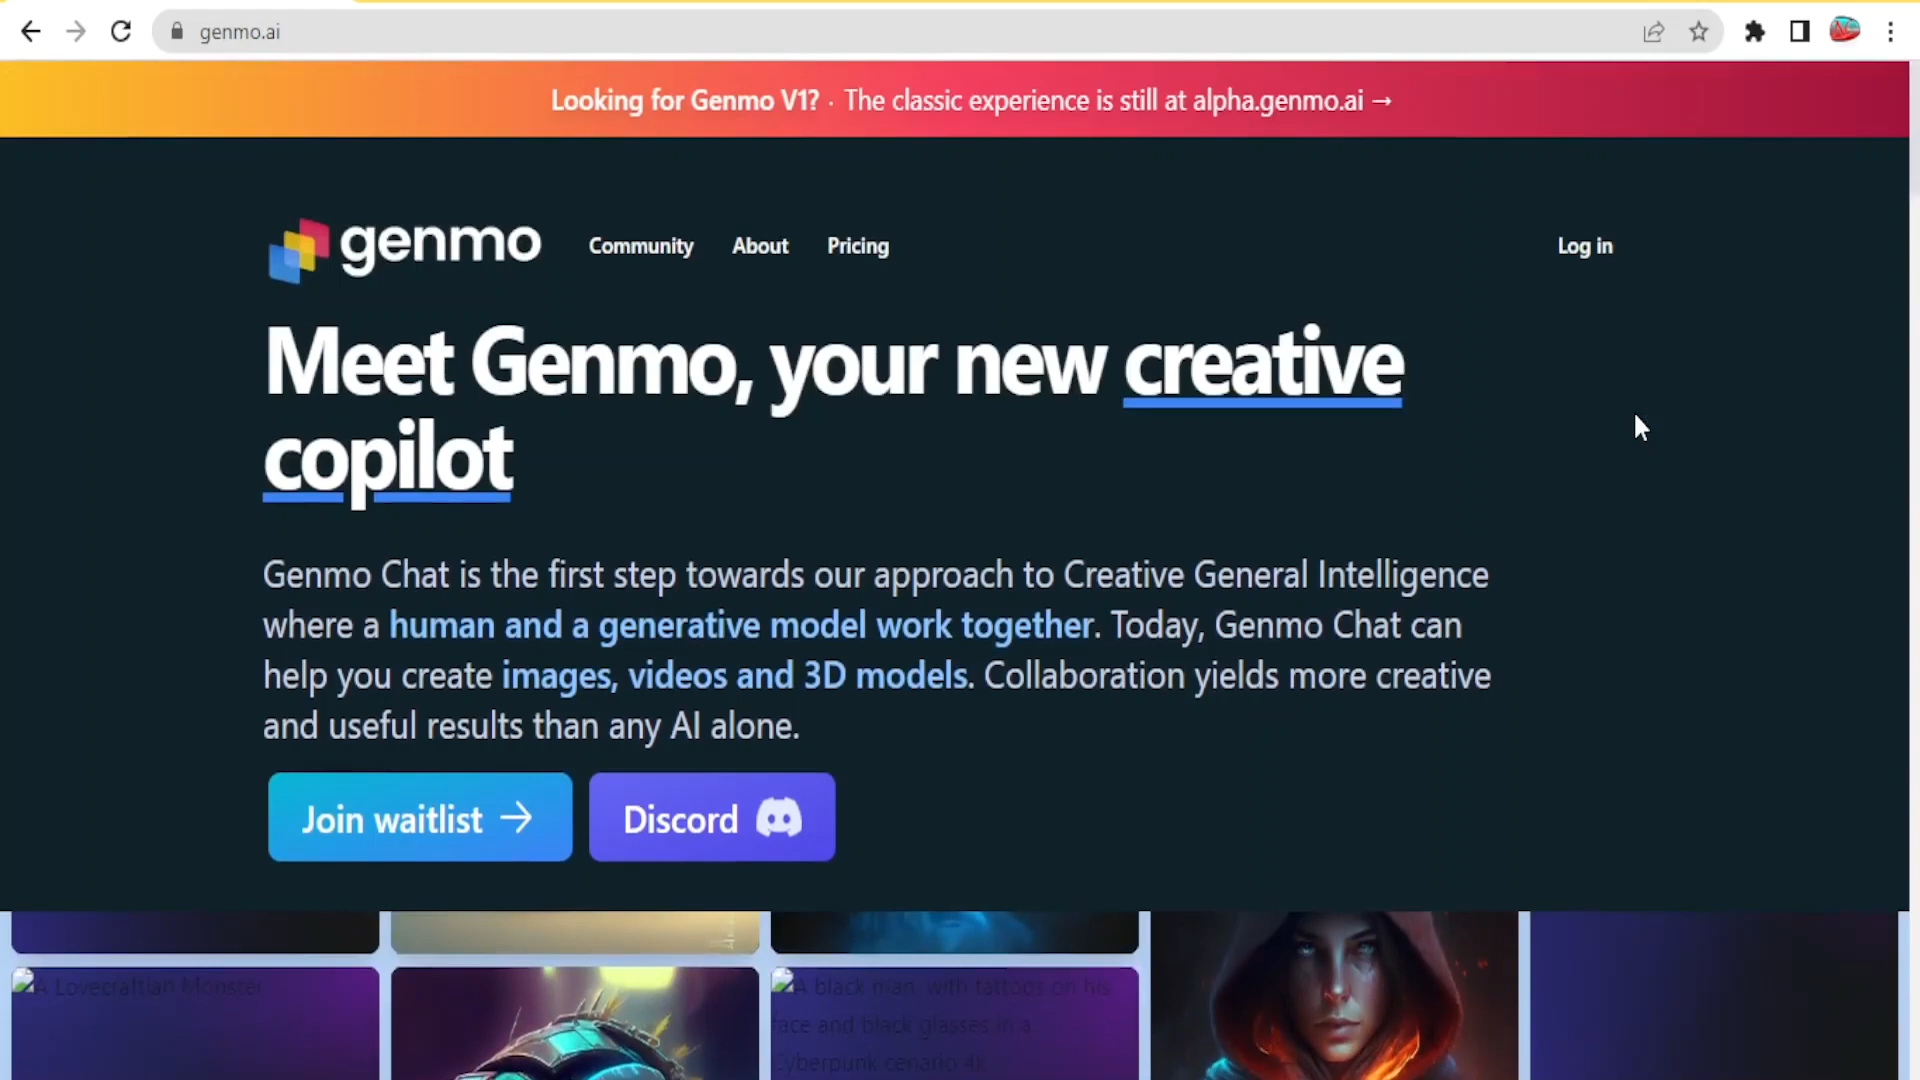 genmo.ai
Looking for Genmo V1? · The classic experience is still at alpha.genmo.ai →
genmo Community About Pricing Log in
Meet Genmo, your new creative
copilot
Genmo Chat is the first step towards our approach to Creative General Intelligence
where a human and a generative model work together. Today, Genmo Chat can
help you create images, videos and 3D models. Collaboration yields more creative
and useful results than any AI alone.
Join waitlist → Discord
A Lovecraftian Monster
A black man, with tattoos on his
face and black glasses in a
Cyberpunk cenario 4k